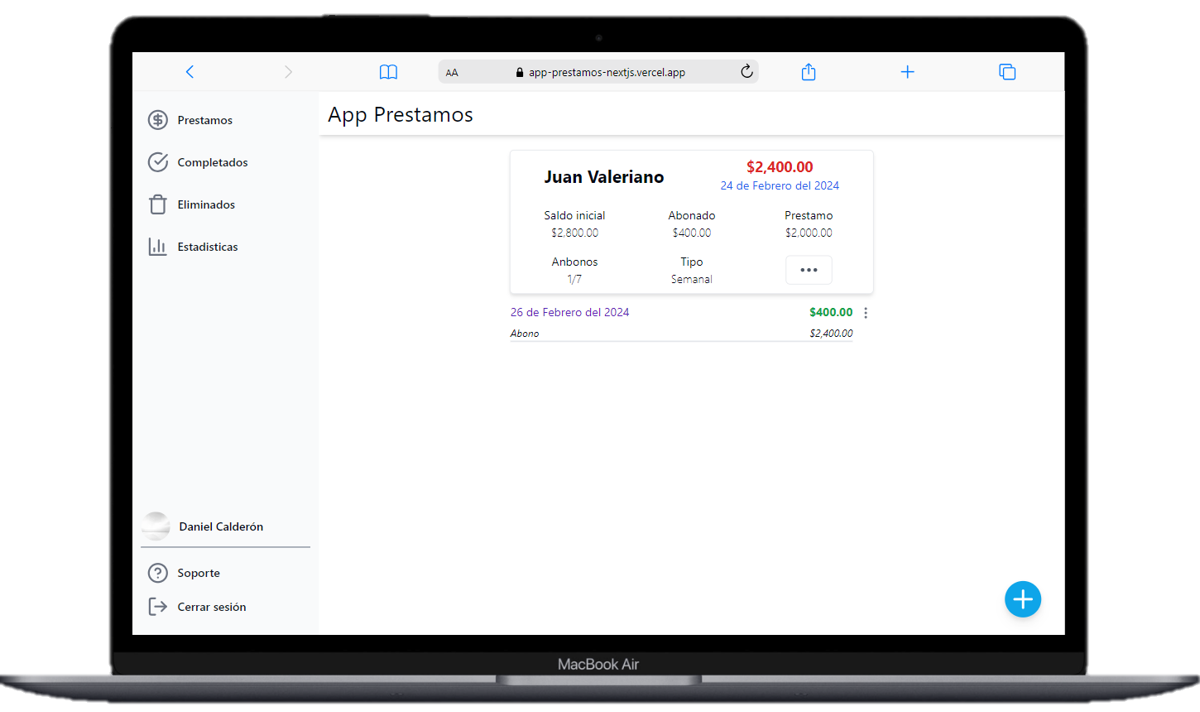 AA app-prestamos-nextjs.vercel.app
App Prestamos
Prestamos
Completados
Eliminados
Estadisticas
Juan Valeriano
$2,400.00
24 de Febrero del 2024
Saldo inicial Abonado Prestamo
$2.800.00 $400.00 $2.000.00
Anbonos Tipo
1/7 Semanal
26 de Febrero del 2024 $400.00
Abono $2,400.00
Daniel Calderón
Soporte
Cerrar sesión
MacBook Air